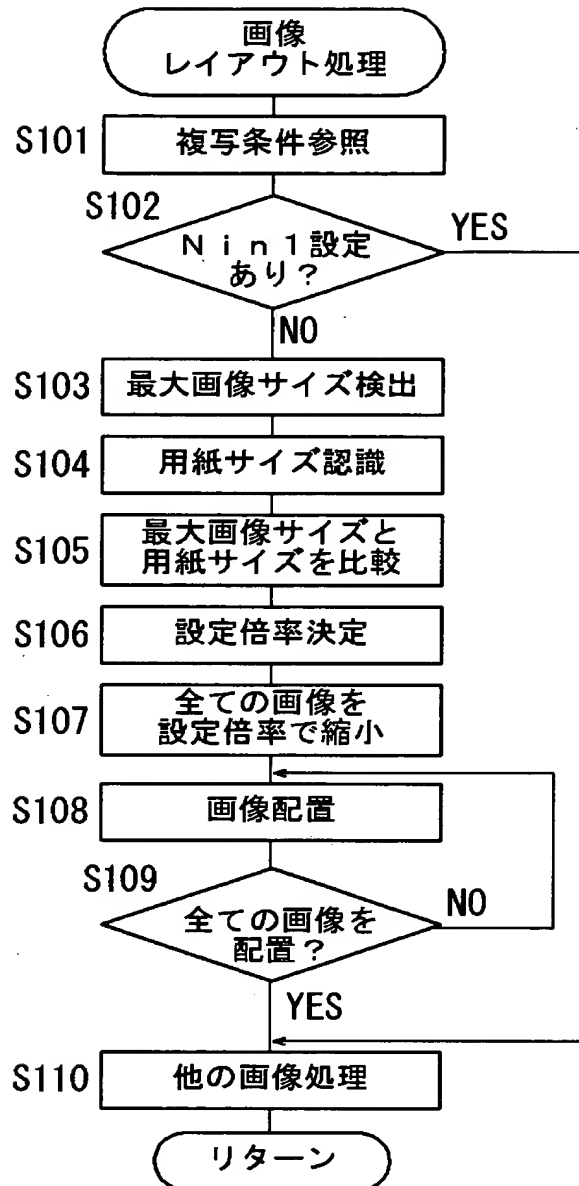 画像
レイアウト処理
S101
複写条件参照
S102
Ｎｉｎ１設定
あり？
YES
NO
S103
最大画像サイズ検出
S104
用紙サイズ認識
S105
最大画像サイズと
用紙サイズを比較
S106
設定倍率決定
S107
全ての画像を
設定倍率で縮小
S108
画像配置
S109
全ての画像を
配置？
NO
YES
S110
他の画像処理
リターン